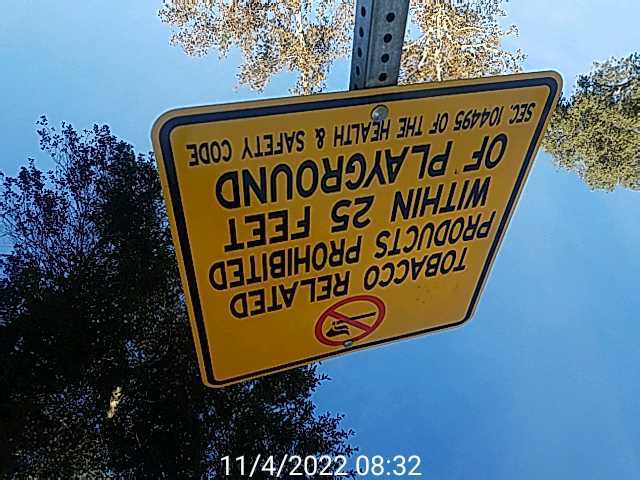 TOBACCO RELATED
PRODUCTS PROHIBITED
WITHIN 25 FEET
OF PLAYGROUND
SEC. 104495 OF THE HEALTH & SAFETY CODE
11/4/2022 08:32